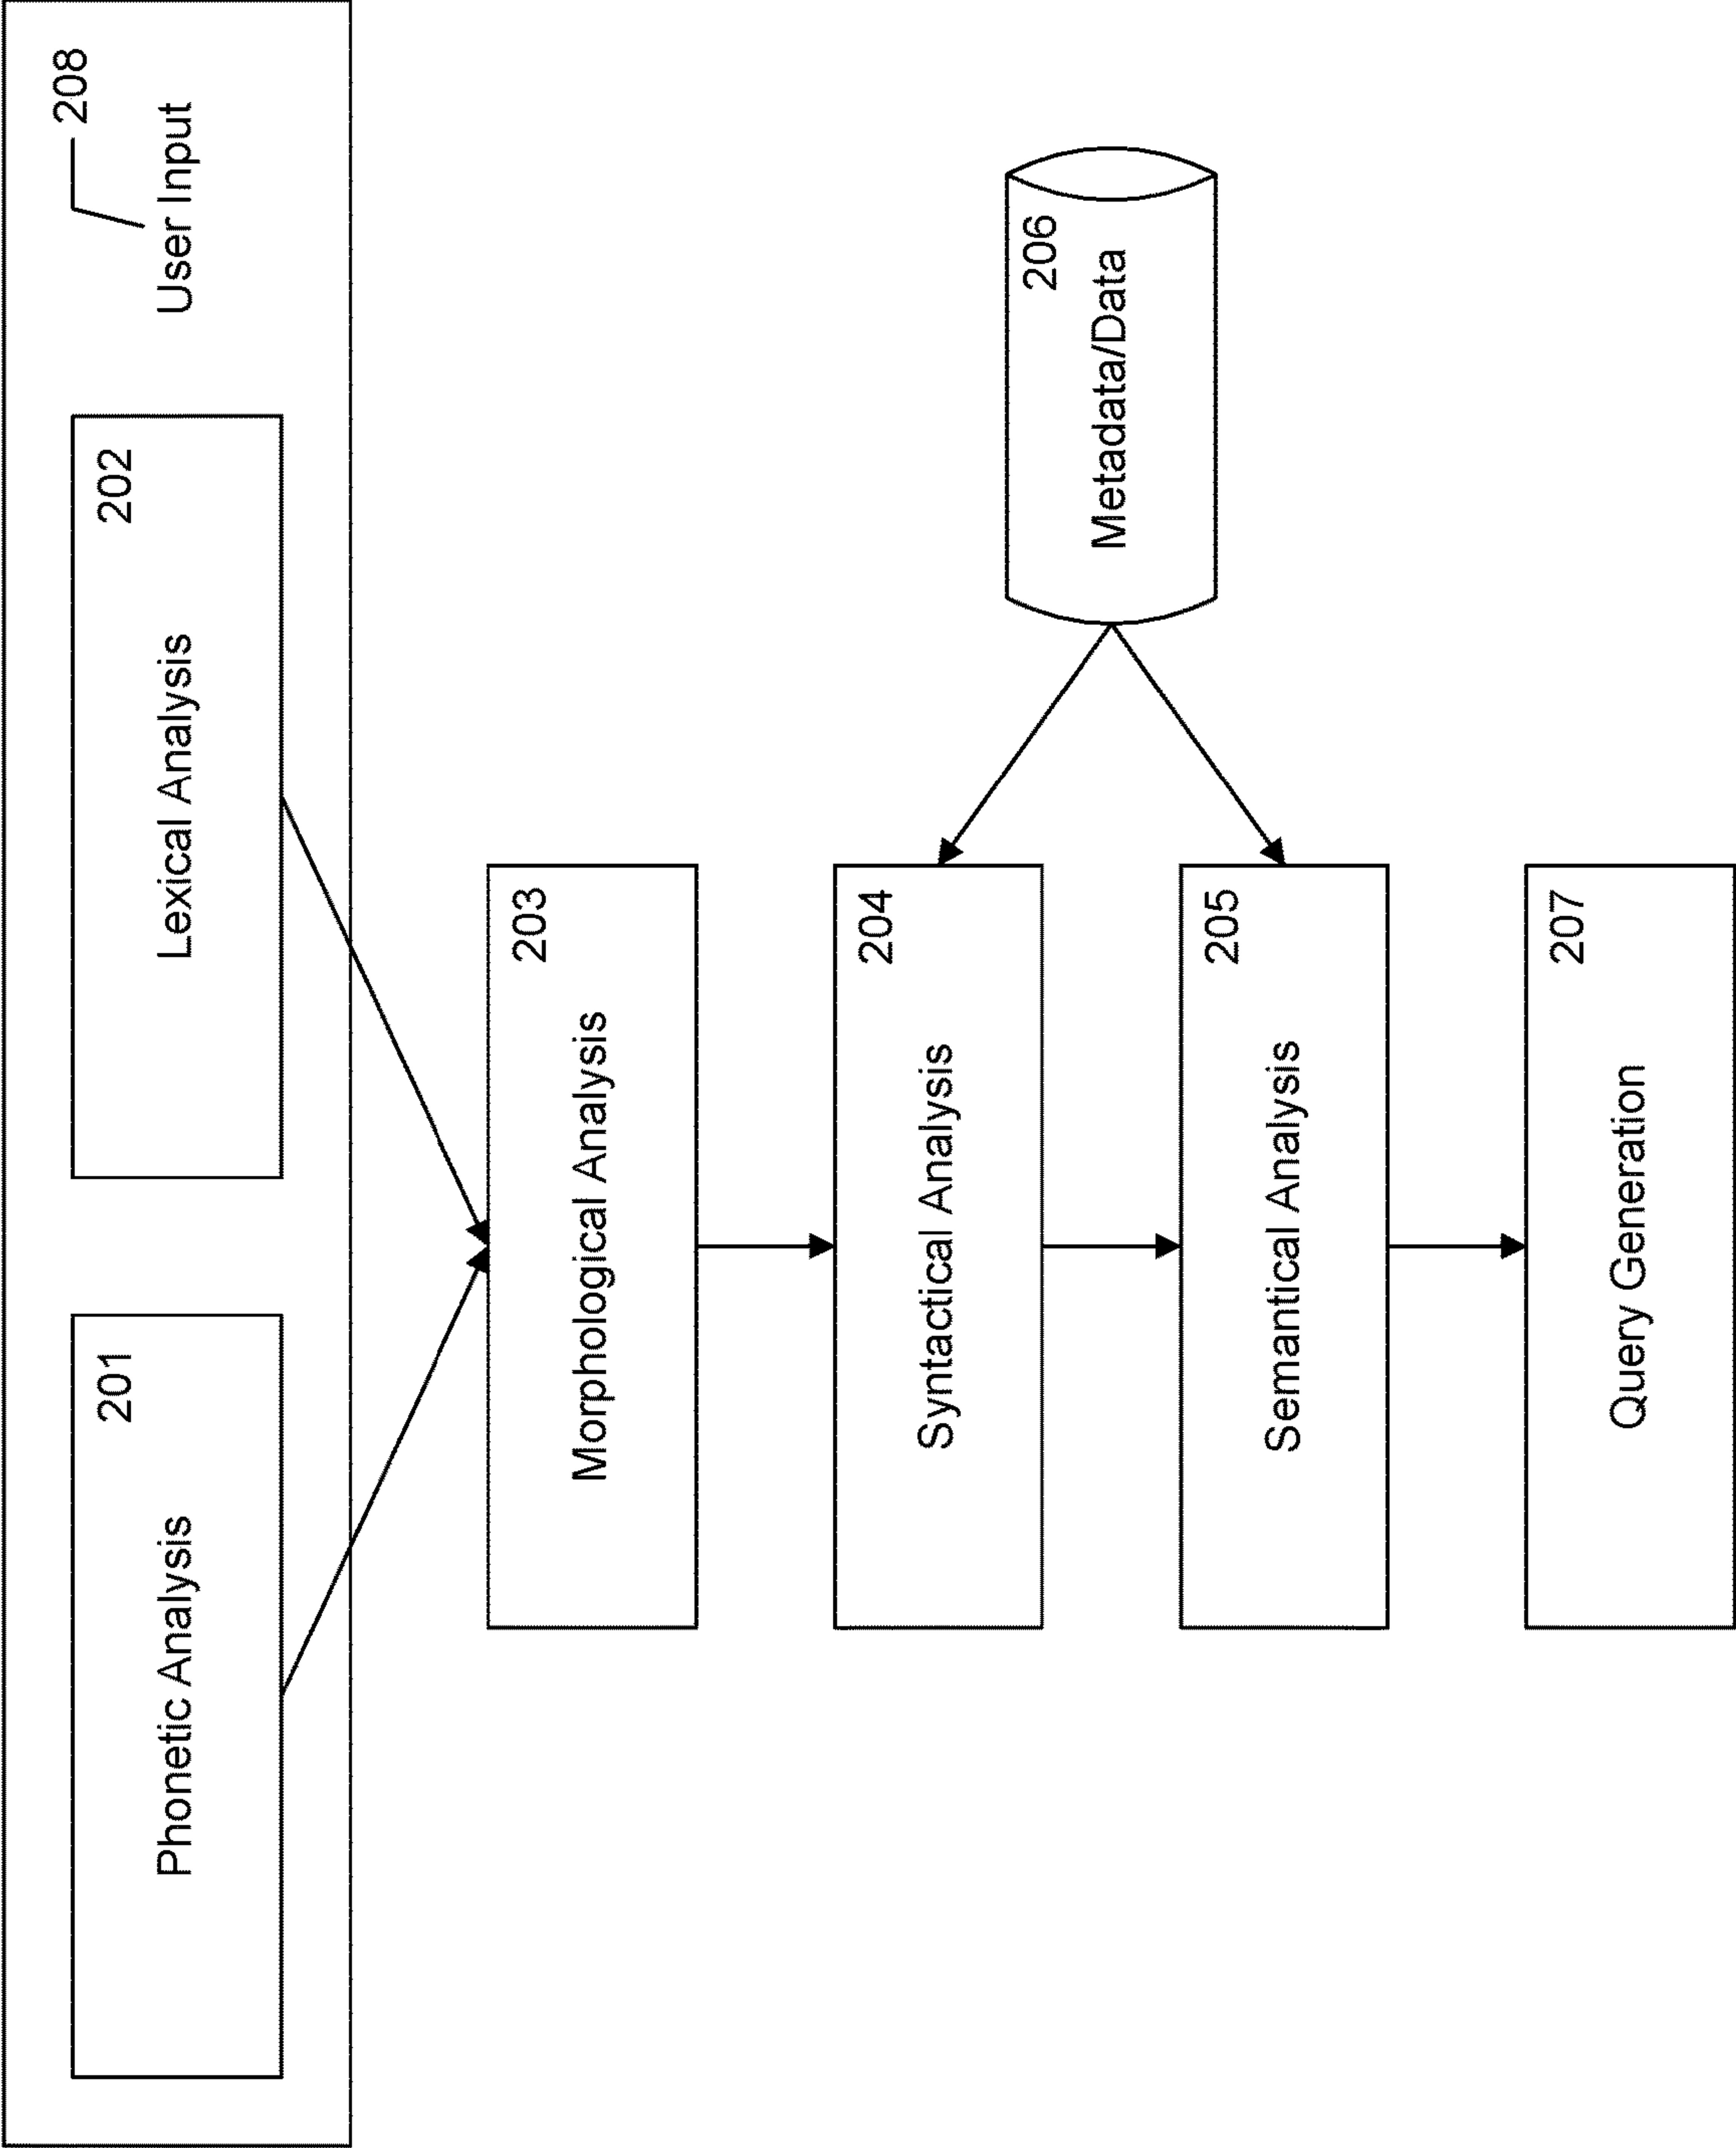 208
User Input
201
Phonetic Analysis
202
Lexical Analysis
203
Morphological Analysis
204
Syntactical Analysis
206
Metadata/Data
205
Semantical Analysis
207
Query Generation